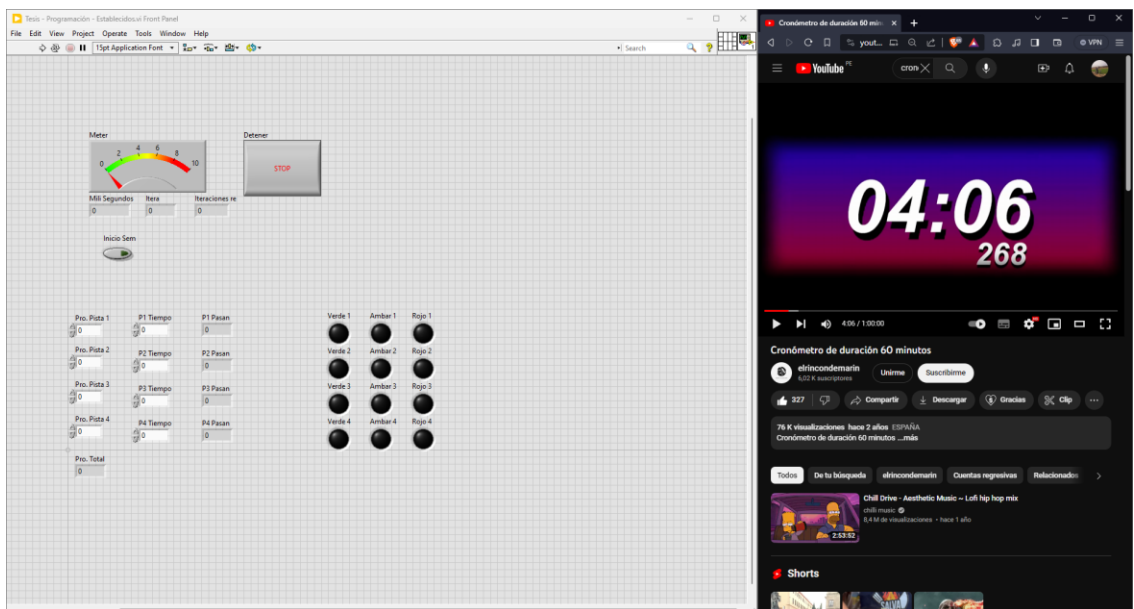 Tesis - Programación - Establecidos.vi Front Panel
File Edit View Project Operate Tools Window Help
15pt Application Font
Search
Meter
0 2 4 6 8 10
Detener
STOP
Mili Segundos Itera Iteraciones re
0 0 0
Inicio Sem
Pro. Pista 1 P1 Tiempo P1 Pasan Verde 1 Ambar 1 Rojo 1
0 0 0
Pro. Pista 2 P2 Tiempo P2 Pasan Verde 2 Ambar 2 Rojo 2
0 0 0
Pro. Pista 3 P3 Tiempo P3 Pasan Verde 3 Ambar 3 Rojo 3
0 0 0
Pro. Pista 4 P4 Tiempo P4 Pasan Verde 4 Ambar 4 Rojo 4
0 0 0
Pro. Total
0
Cronómetro de duración 60 min
yout...
VPN
YouTube PE
cron
04:06
268
4:06 / 1:00:00
Cronómetro de duración 60 minutos
elrincondemarin
6,02 K suscriptores
Unirme
Suscribirme
327
Compartir
Descargar
Gracias
Clip
76 K visualizaciones hace 2 años ESPAÑA
Cronómetro de duración 60 minutos ...más
Todos De tu búsqueda elrincondemarin Cuentas regresivas Relacionados
Chill Drive - Aesthetic Music ~ Lofi hip hop mix
chilli music
8,4 M de visualizaciones • hace 1 año
2:53:52
Shorts
SALVA